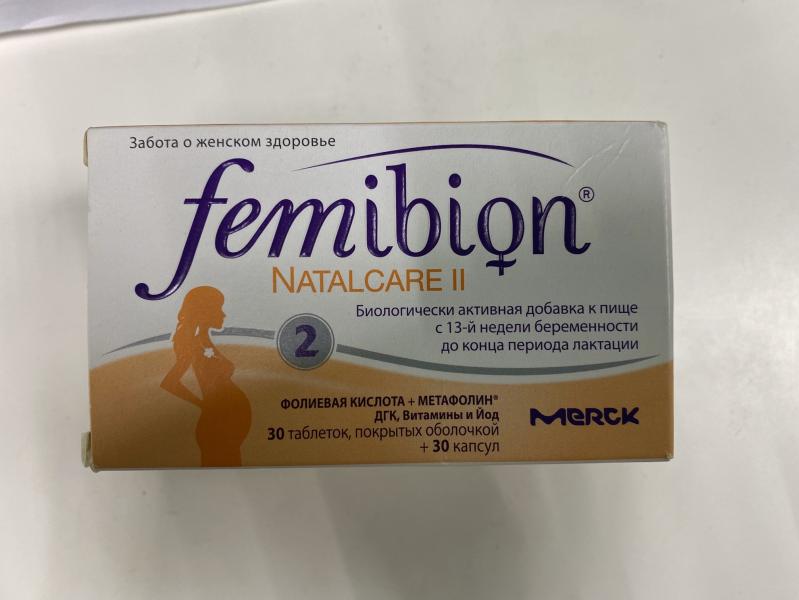 Забота о женском здоровье
femibion®
NATALCARE II
2
Биологически активная добавка к пище
с 13-й недели беременности
до конца периода лактации
ФОЛИЕВАЯ КИСЛОТА + МЕТАФОЛИН®
ДГК, Витамины и Йод
30 таблеток, покрытых оболочкой
+ 30 капсул
MERCK